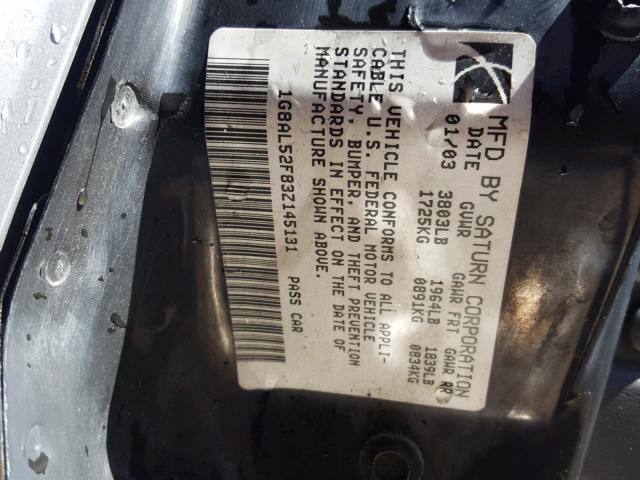 MFD BY SATURN CORPORATION
DATE GVWR GAWR FRT GAWR RR
01/03 3803LB 1964LB 1839LB
1725KG 0891KG 0834KG
THIS VEHICLE CONFORMS TO ALL APPLI-
CABLE U.S. FEDERAL MOTOR VEHICLE
SAFETY, BUMPER, AND THEFT PREVENTION
STANDARDS IN EFFECT ON THE DATE OF
MANUFACTURE SHOWN ABOVE.
1G8AL52F83Z145131 PASS CAR